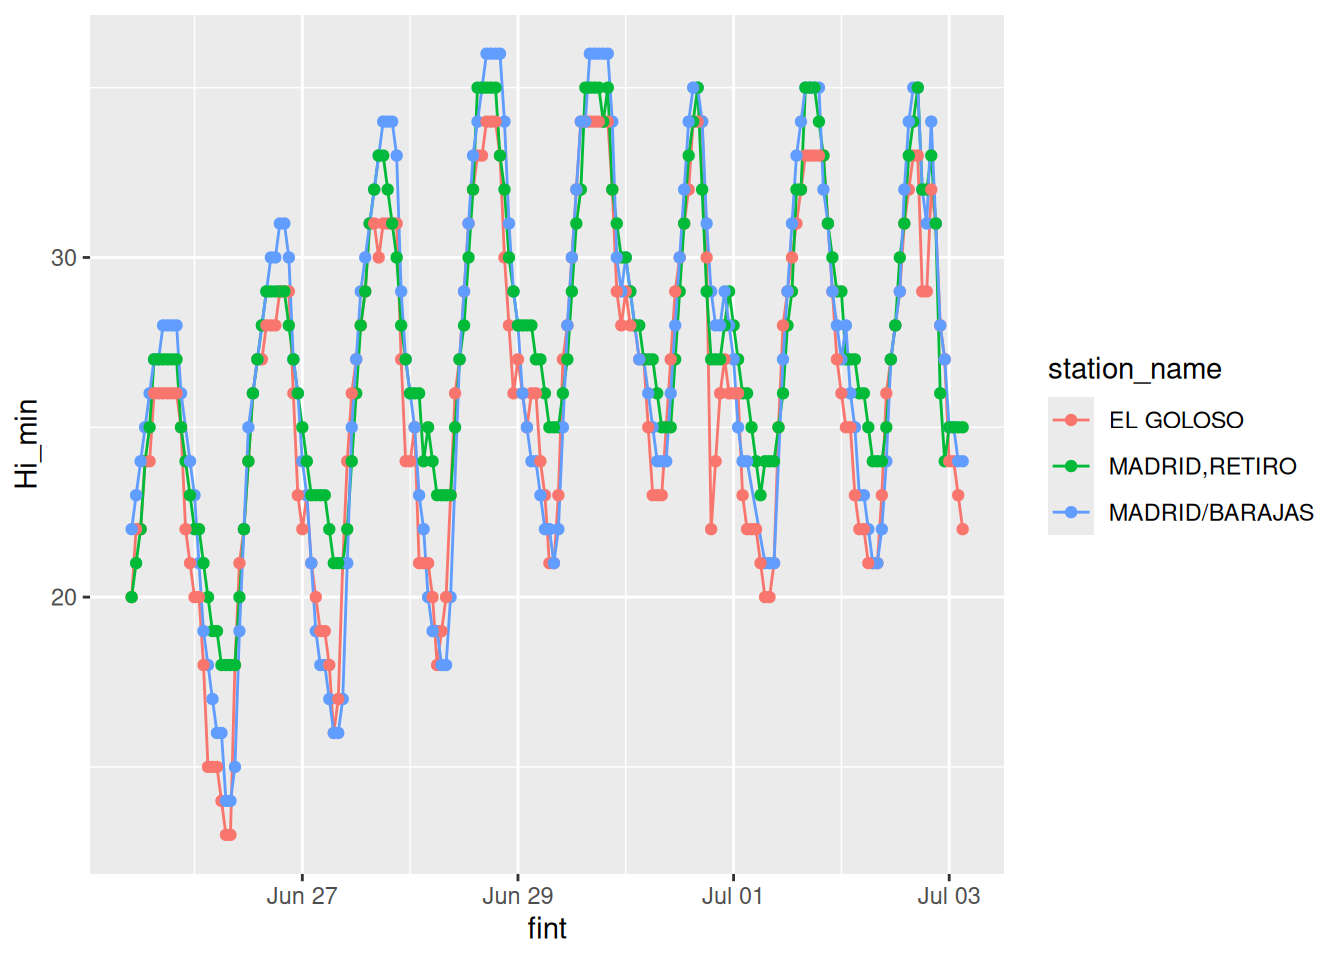 30
20
Hi_min
Jun 27
Jun 29
Jul 01
Jul 03
fint
station_name
EL GOLOSO
MADRID,RETIRO
MADRID/BARAJAS